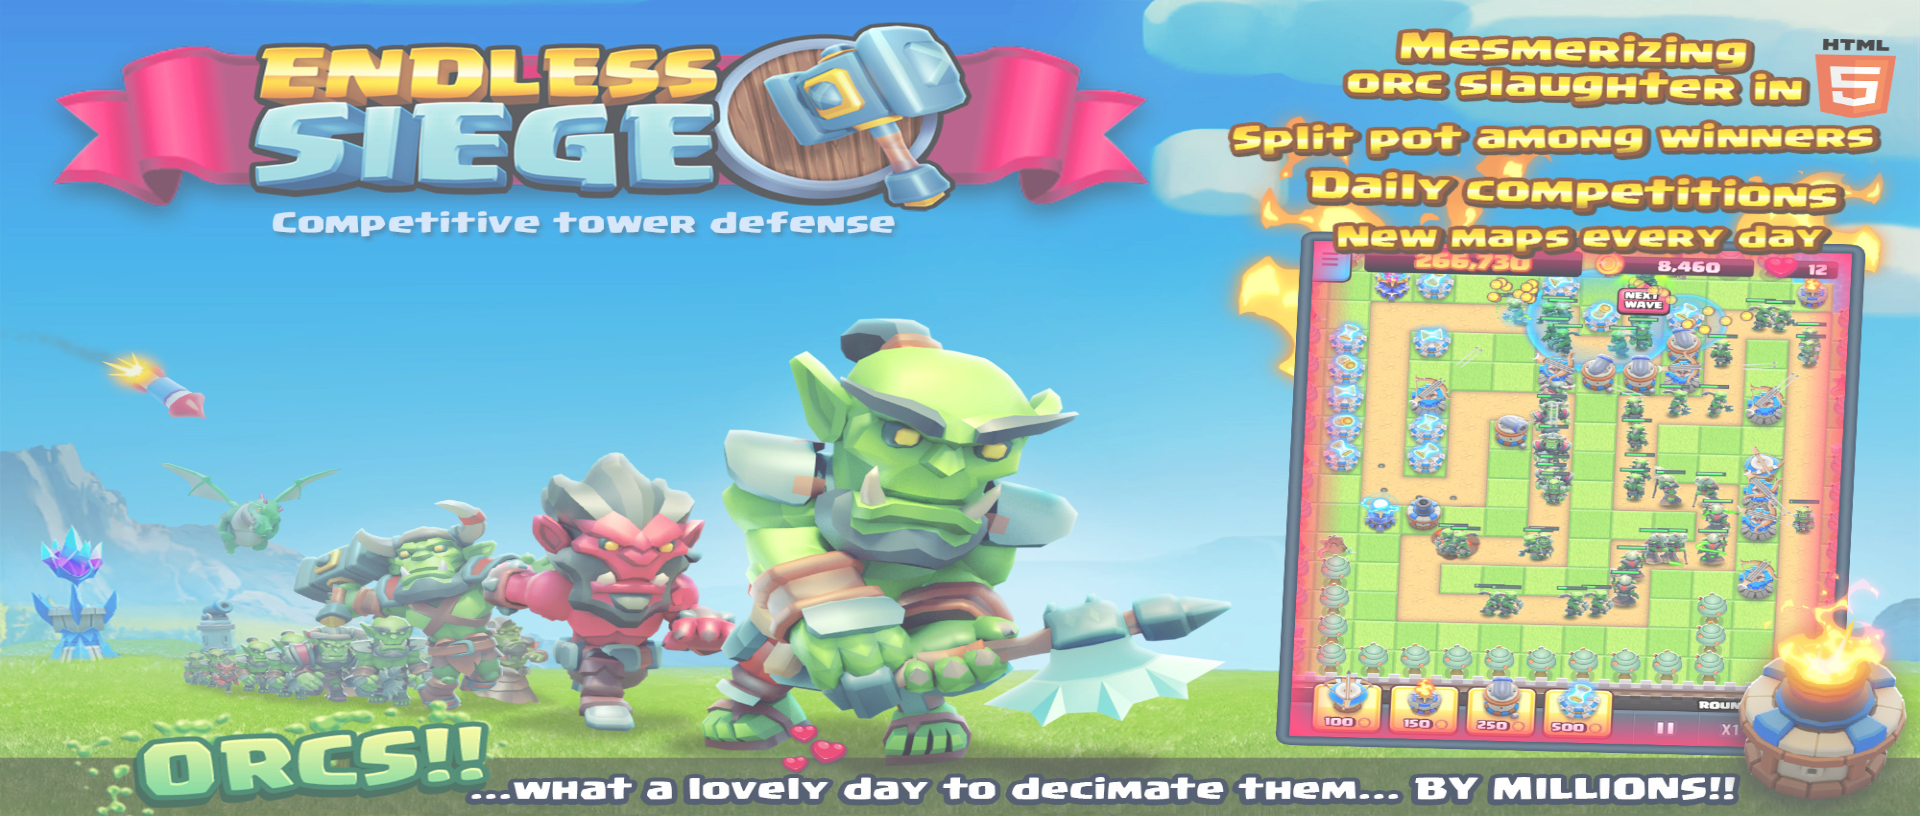 ENDLESS
SIEGE
Competitive tower defense
Mesmerizing
orc slaughter in
HTML
5
Split pot among winners
Daily competitions
New maps every day
266,730
8,460
12
NEXT
WAVE
100
150
250
500
X1
ORCS!!
...what a lovely day to decimate them... BY MILLIONS!!